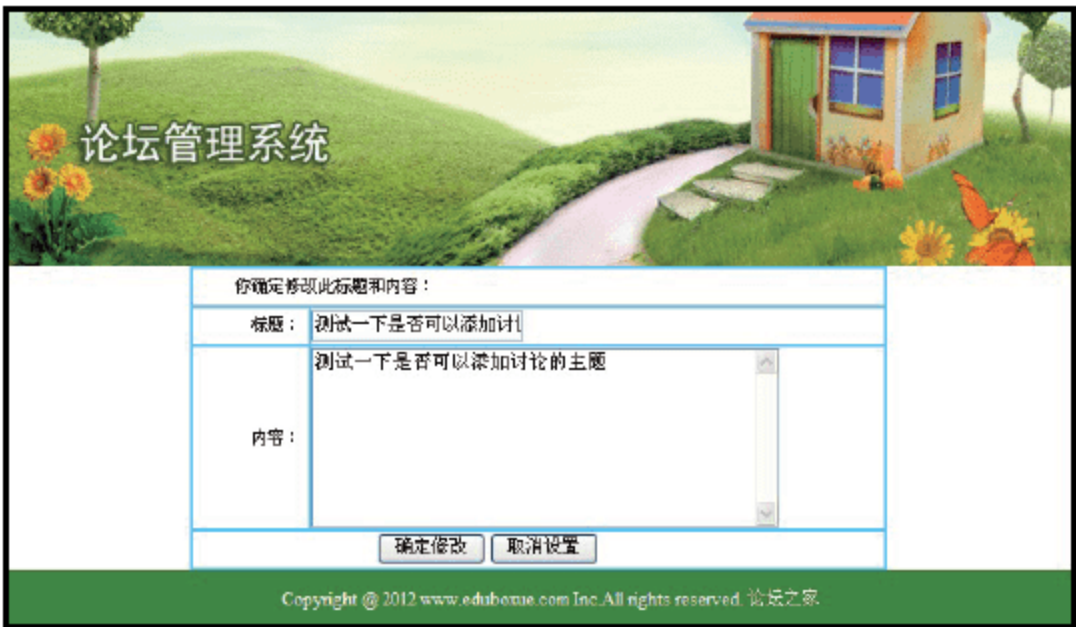 论坛管理系统
你确定修改此标题和内容：
标题： 测试一下是否可以添加讨
测试一下是否可以添加讨论的主题
内容：
确定修改 取消设置
Copyright @ 2012 www.eduboxue.com Inc.All rights reserved. 论坛之家